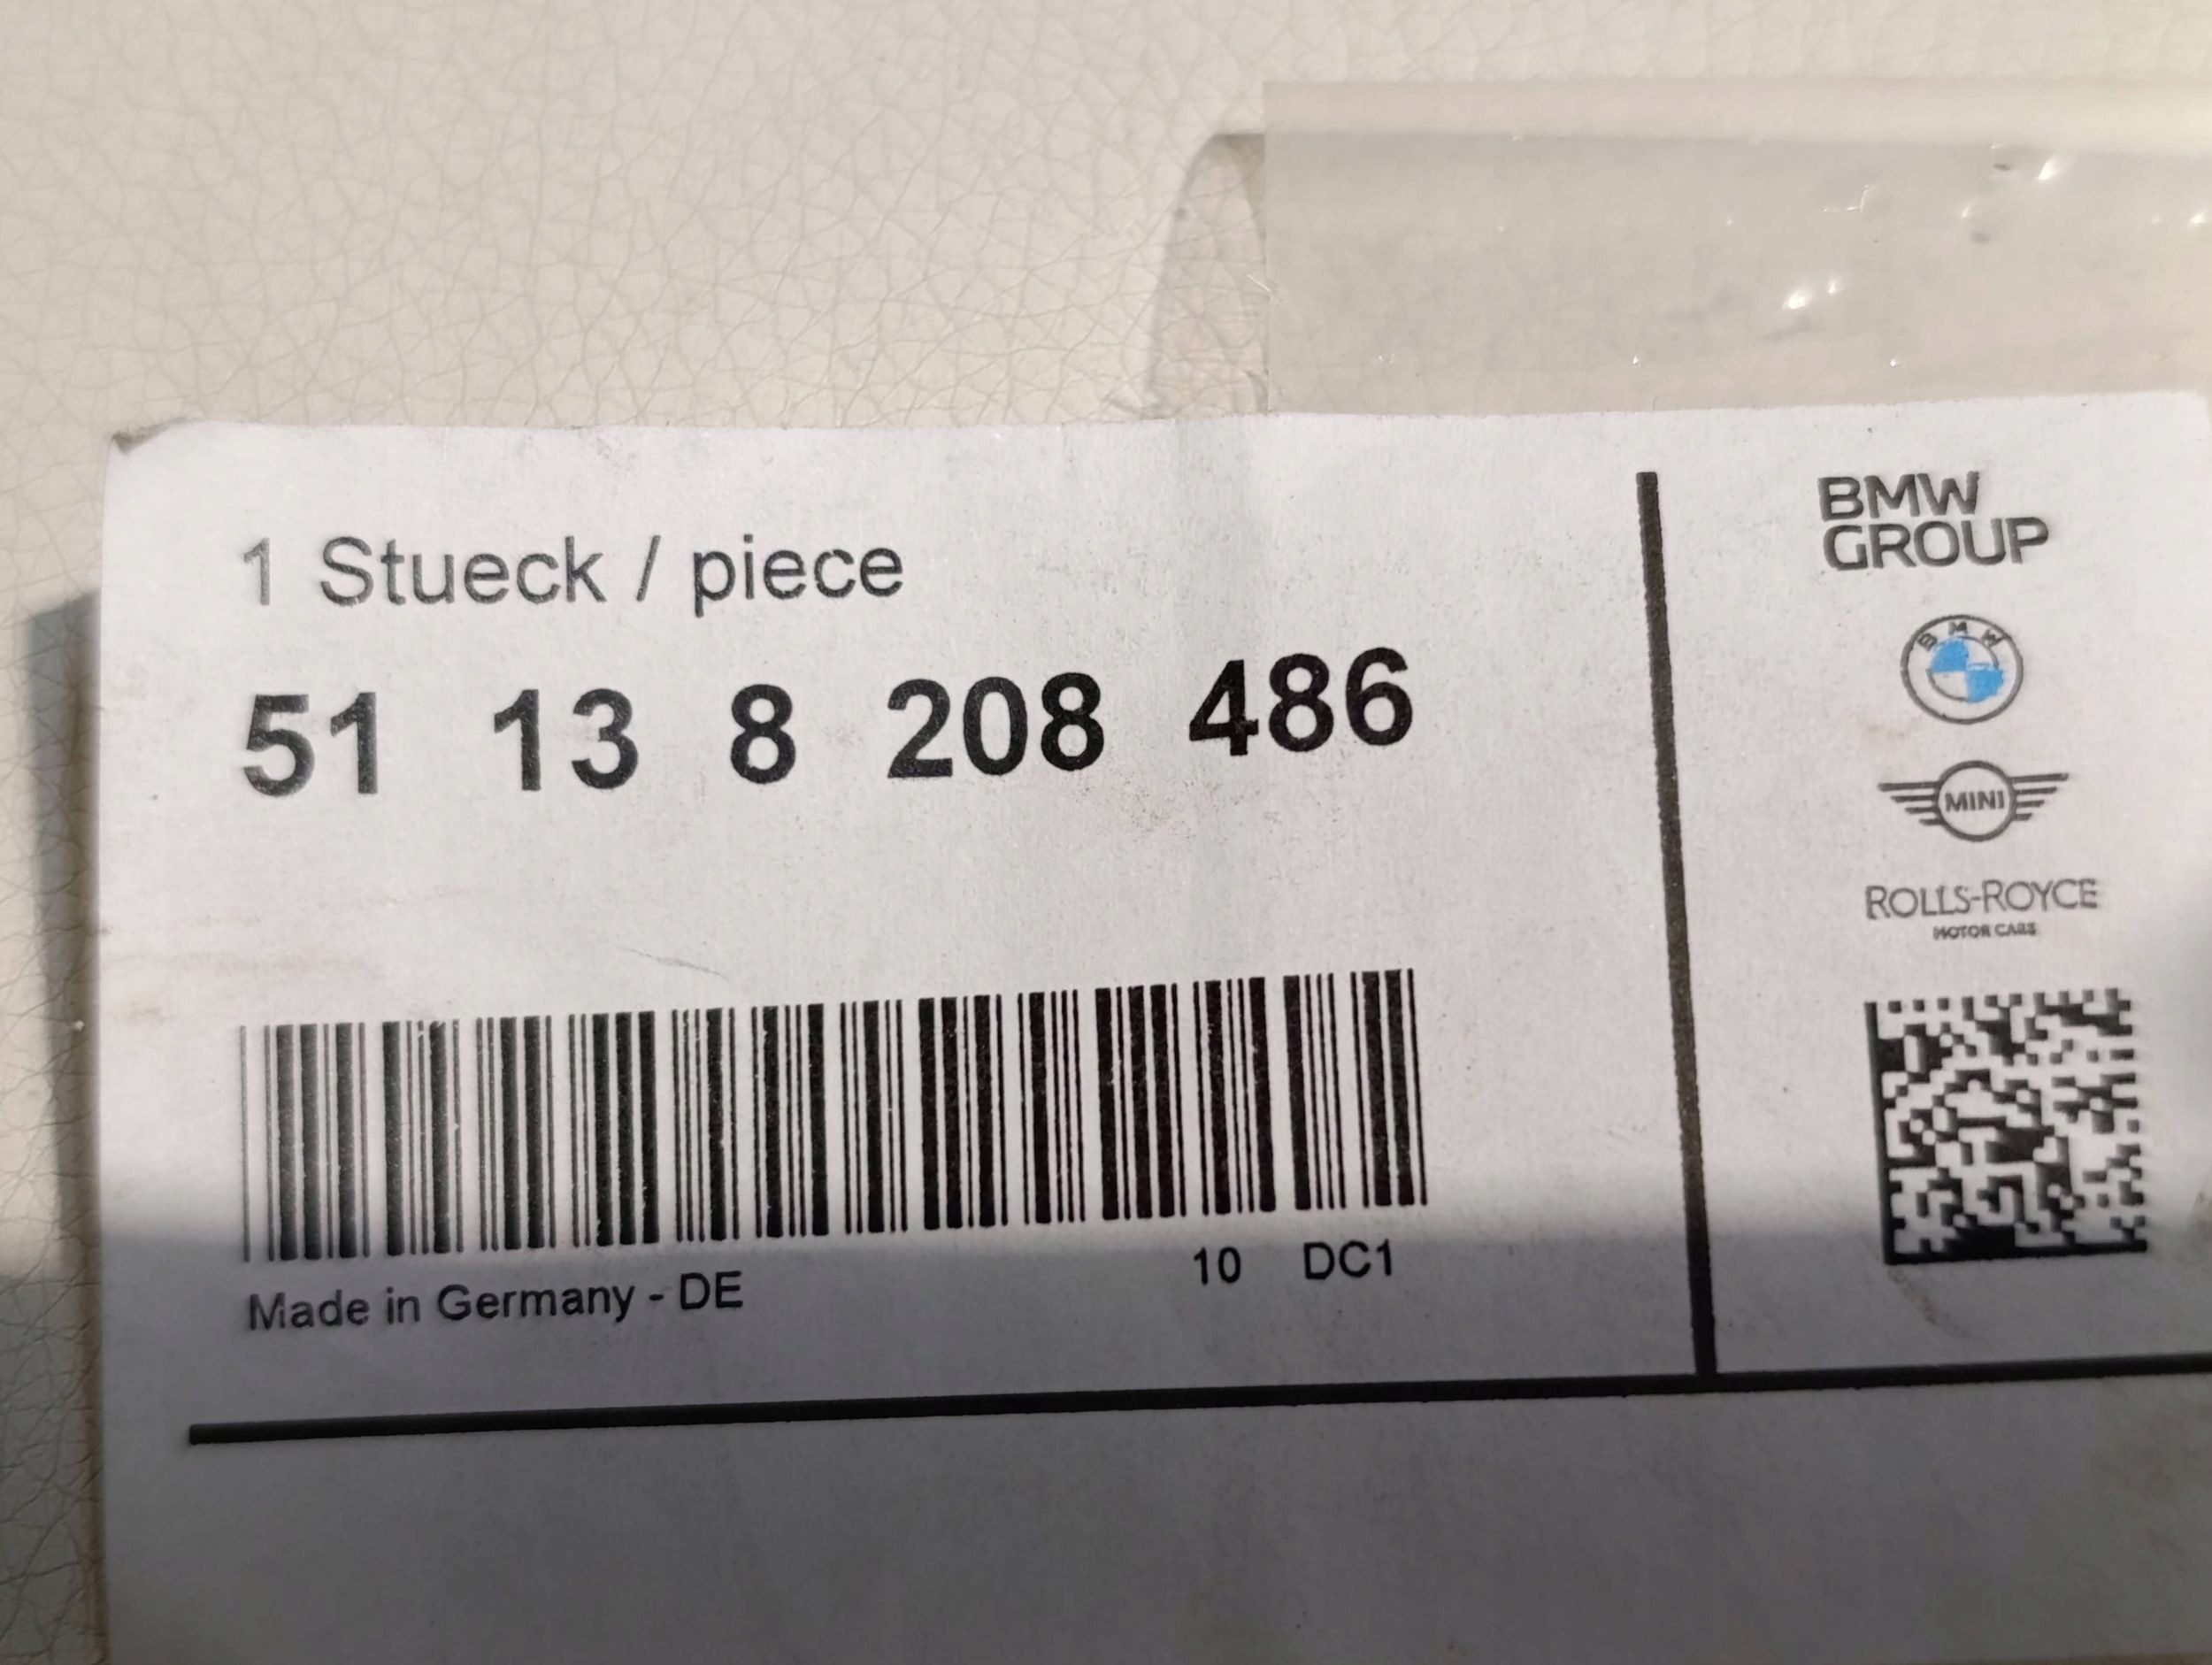 1 Stueck / piece
51 13 8 208 486
10 DC1
Made in Germany - DE
BMW
GROUP
BMW
MINI
ROLLS-ROYCE
MOTOR CARS